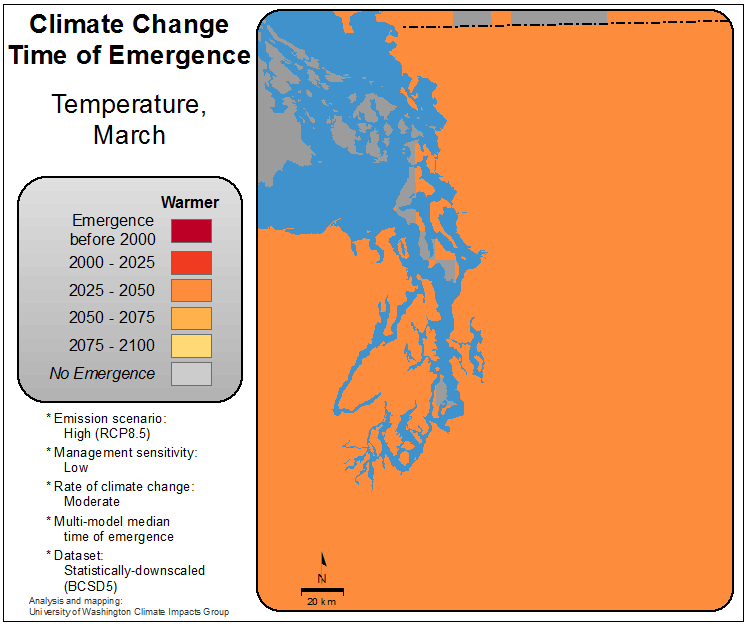 Climate Change
Time of Emergence
Temperature,
March
Warmer
Emergence
before 2000
2000 - 2025
2025 - 2050
2050 - 2075
2075 - 2100
No Emergence
* Emission scenario:
High (RCP8.5)
* Management sensitivity:
Low
* Rate of climate change:
Moderate
* Multi-model median
time of emergence
* Dataset:
Statistically-downscaled
(BCSD5)
Analysis and mapping:
University of Washington Climate Impacts Group
N
20 km